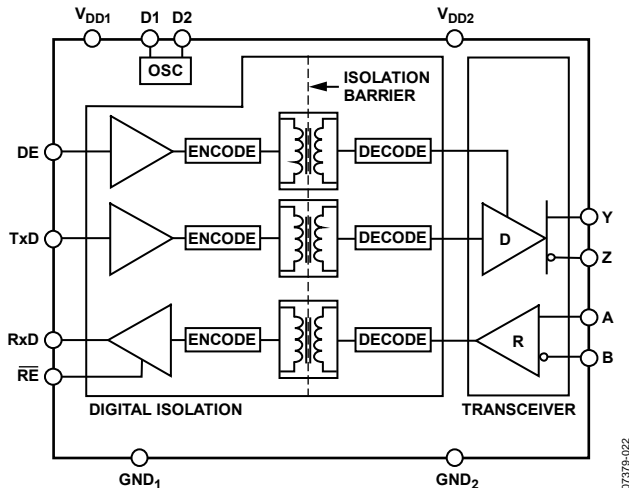 VDD1 D1 D2 VDD2
OSC
ISOLATION
BARRIER
DE
ENCODE DECODE
TxD
ENCODE DECODE
D
Y
Z
RxD
ENCODE DECODE
R
A
B
RE
DIGITAL ISOLATION TRANSCEIVER
GND1 GND2
07379-022